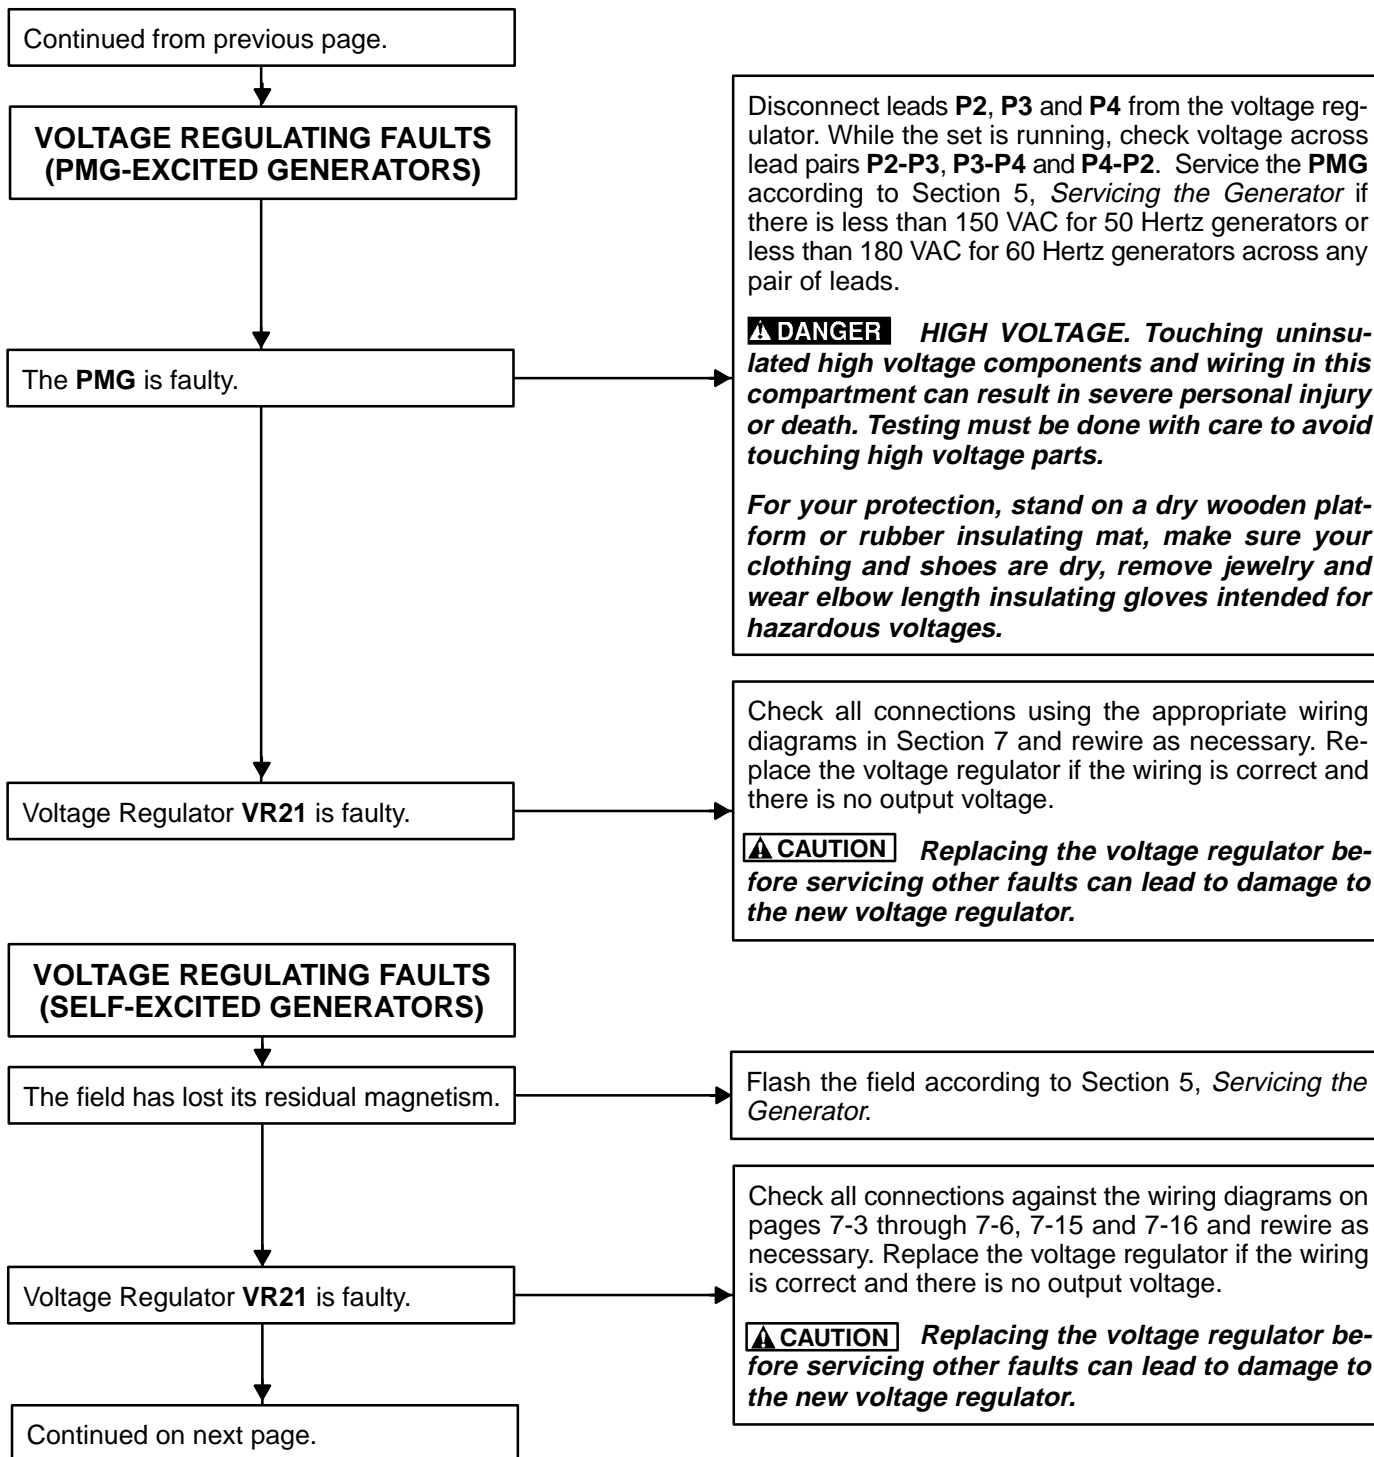 Continued from previous page.
VOLTAGE REGULATING FAULTS
(PMG-EXCITED GENERATORS)
Disconnect leads P2, P3 and P4 from the voltage reg-
ulator. While the set is running, check voltage across
lead pairs P2-P3, P3-P4 and P4-P2. Service the PMG
according to Section 5, Servicing the Generator if
there is less than 150 VAC for 50 Hertz generators or
less than 180 VAC for 60 Hertz generators across any
pair of leads.
DANGER HIGH VOLTAGE. Touching uninsu-
lated high voltage components and wiring in this
compartment can result in severe personal injury
or death. Testing must be done with care to avoid
touching high voltage parts.
For your protection, stand on a dry wooden plat-
form or rubber insulating mat, make sure your
clothing and shoes are dry, remove jewelry and
wear elbow length insulating gloves intended for
hazardous voltages.
The PMG is faulty.
Check all connections using the appropriate wiring
diagrams in Section 7 and rewire as necessary. Re-
place the voltage regulator if the wiring is correct and
there is no output voltage.
CAUTION Replacing the voltage regulator be-
fore servicing other faults can lead to damage to
the new voltage regulator.
Voltage Regulator VR21 is faulty.
VOLTAGE REGULATING FAULTS
(SELF-EXCITED GENERATORS)
The field has lost its residual magnetism.
Flash the field according to Section 5, Servicing the
Generator.
Check all connections against the wiring diagrams on
pages 7-3 through 7-6, 7-15 and 7-16 and rewire as
necessary. Replace the voltage regulator if the wiring
is correct and there is no output voltage.
CAUTION Replacing the voltage regulator be-
fore servicing other faults can lead to damage to
the new voltage regulator.
Voltage Regulator VR21 is faulty.
Continued on next page.